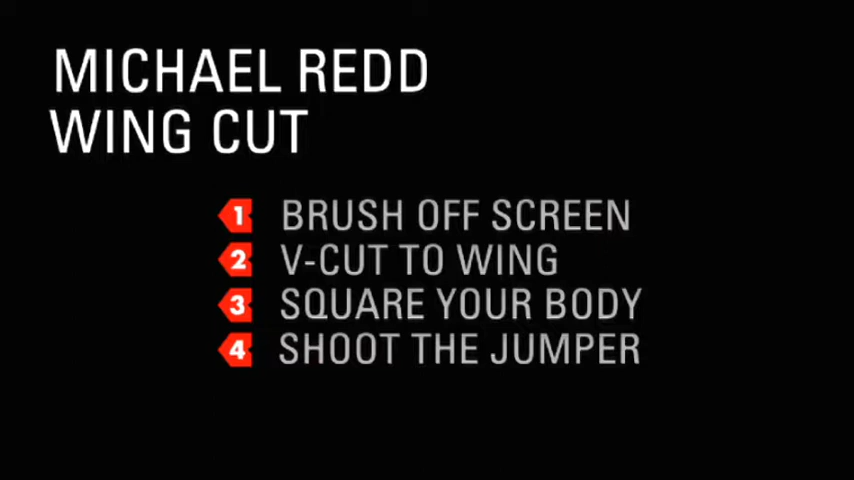 MICHAEL REDD
WING CUT
1 BRUSH OFF SCREEN
2 V-CUT TO WING
3 SQUARE YOUR BODY
4 SHOOT THE JUMPER